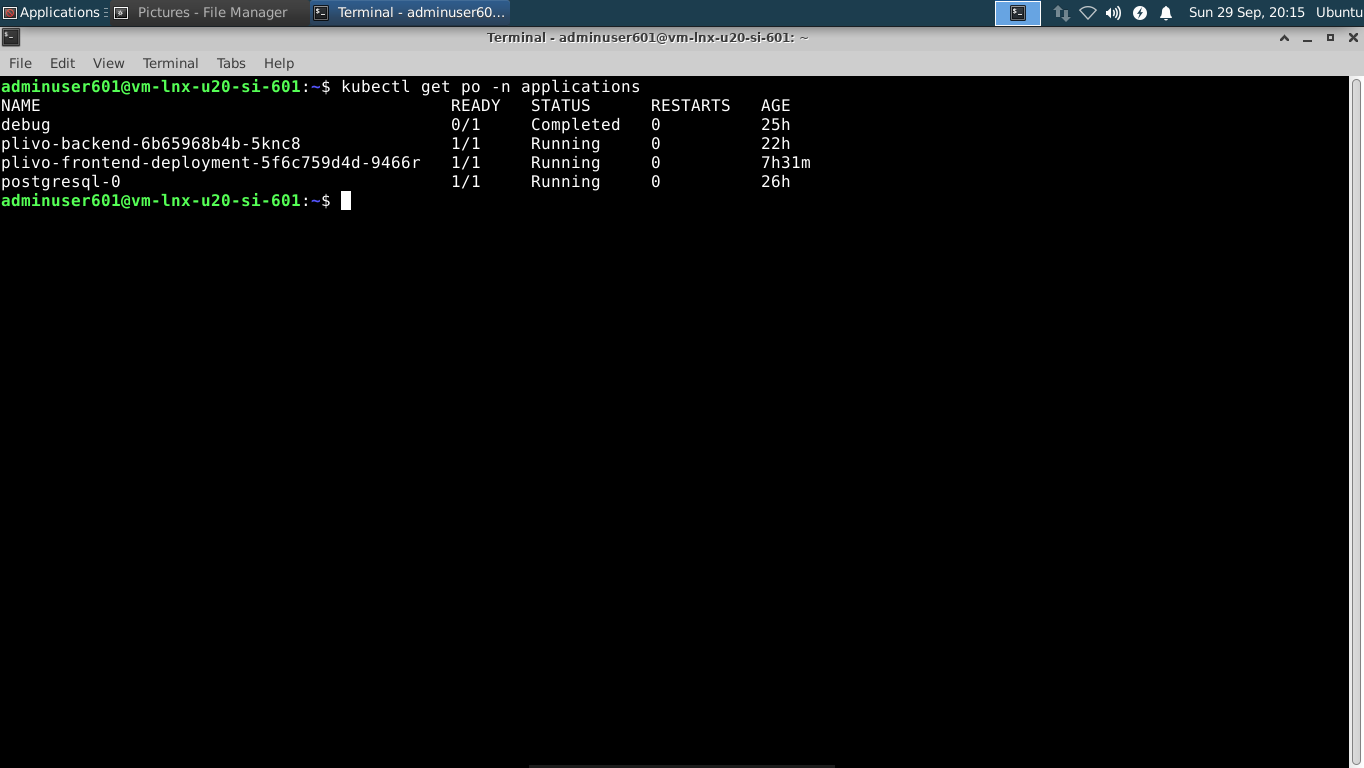 Applications Pictures - File Manager Terminal - adminuser60... Sun 29 Sep, 20:15 Ubuntu
Terminal - adminuser601@vm-lnx-u20-si-601: ~
File Edit View Terminal Tabs Help
adminuser601@vm-lnx-u20-si-601:~$ kubectl get po -n applications
NAME READY STATUS RESTARTS AGE
debug 0/1 Completed 0 25h
plivo-backend-6b65968b4b-5knc8 1/1 Running 0 22h
plivo-frontend-deployment-5f6c759d4d-9466r 1/1 Running 0 7h31m
postgresql-0 1/1 Running 0 26h
adminuser601@vm-lnx-u20-si-601:~$